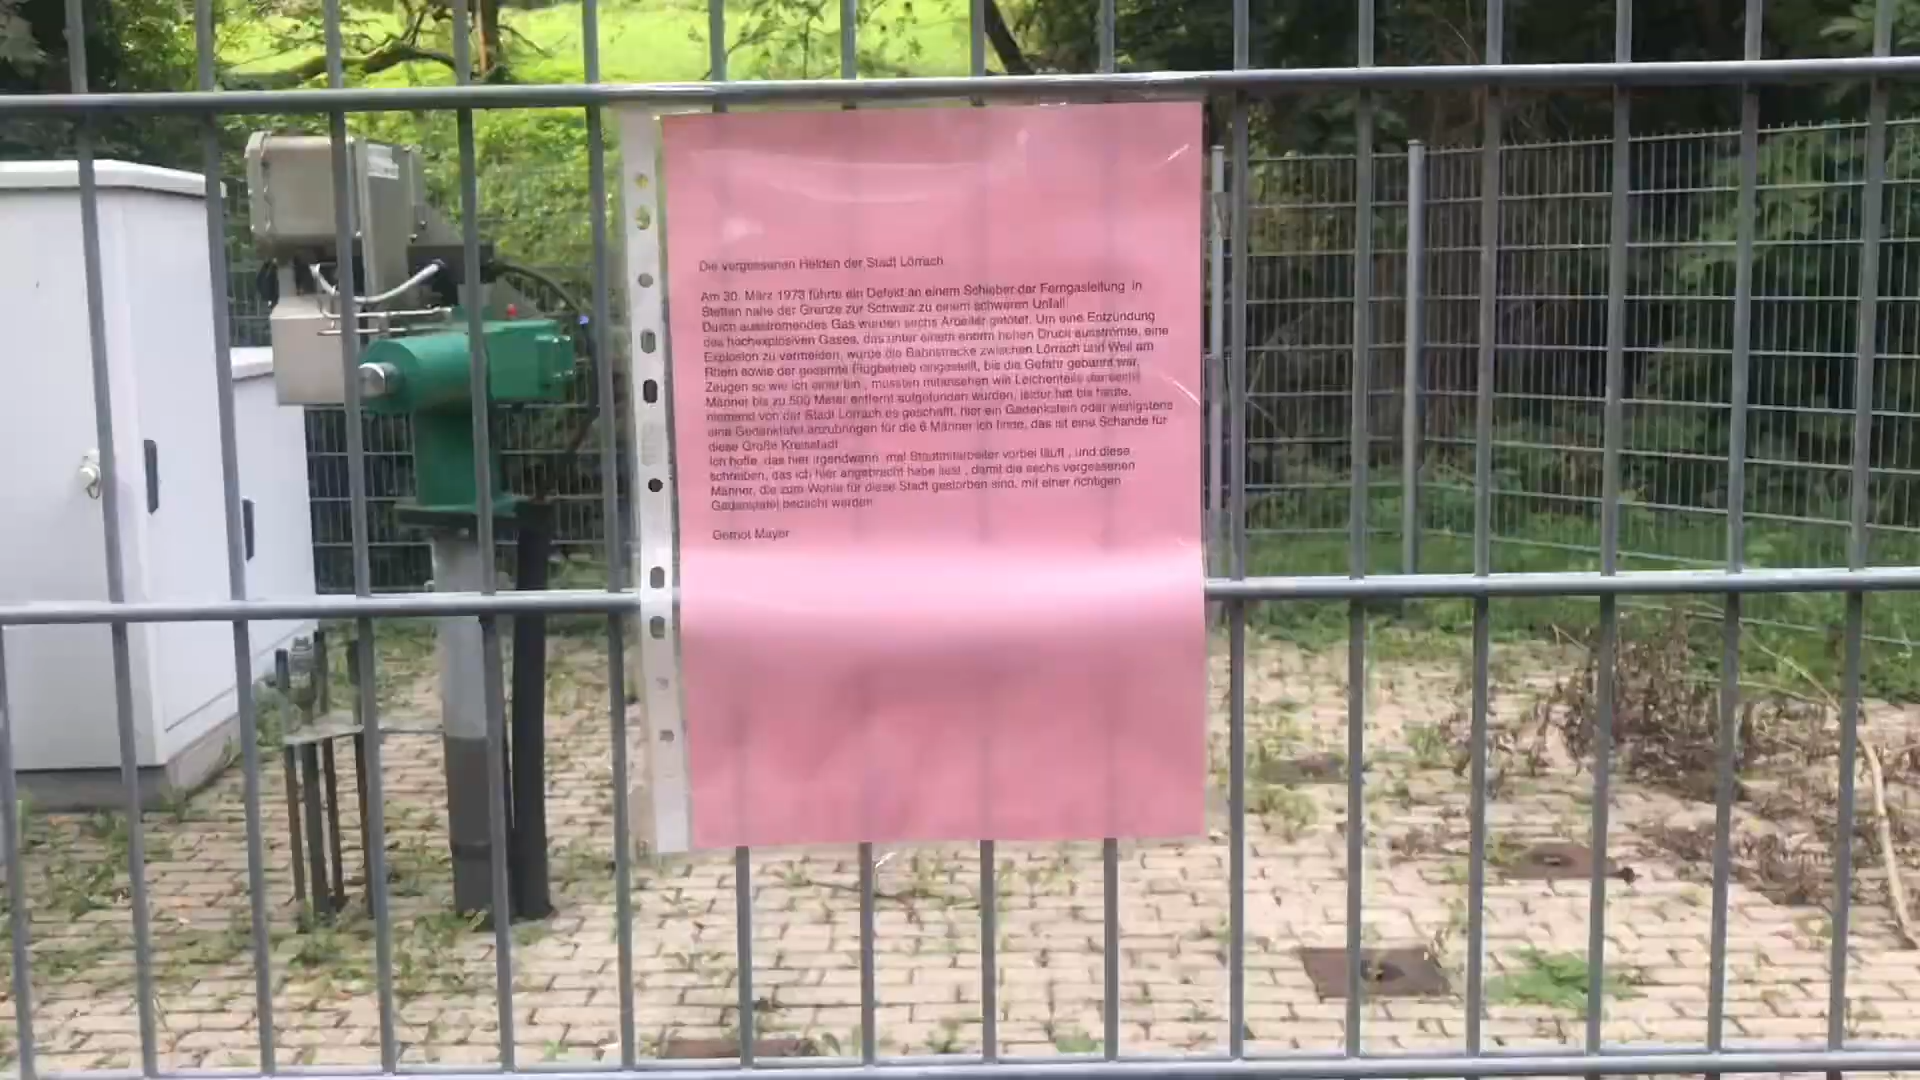 Die vergessenen Helden der Stadt Lörrach
Am 30. März 1973 führte ein Defekt an einem Schieber der Ferngasleitung in
Stetten nahe der Grenze zur Schweiz zu einem schweren Unfall
Durch ausströmendes Gas wurden sechs Arbeiter getötet. Um eine Entzündung
des hochexplosiven Gases, das unter einem enorm hohen Druck ausströmte, eine
Explosion zu vermeiden, wurde die Bahnstrecke zwischen Lörrach und Weil am
Rhein sowie der gesamte Flugbetrieb eingestellt, bis die Gefahr gebannt war.
Zeugen so wie ich einer bin , mussten mitansehen wie Leichenteile der sechs
Männer bis zu 500 Meter entfernt aufgefunden wurden, leider hat bis heute,
niemand von der Stadt Lörrach es geschafft, hier ein Gedenkstein oder wenigstens
eine Gedenktafel anzubringen für die 6 Männer ich finde, das ist eine Schande für
diese Große Kreisstadt
Ich hoffe, das hier irgendwann mal Stadtmitarbeiter vorbei läuft , und diese
schreiben, das ich hier angebracht habe liest , damit die sechs vergessenen
Männer, die zum Wohle für diese Stadt gestorben sind, mit einer richtigen
Gedenktafel bedacht werden
Gernot Mayer